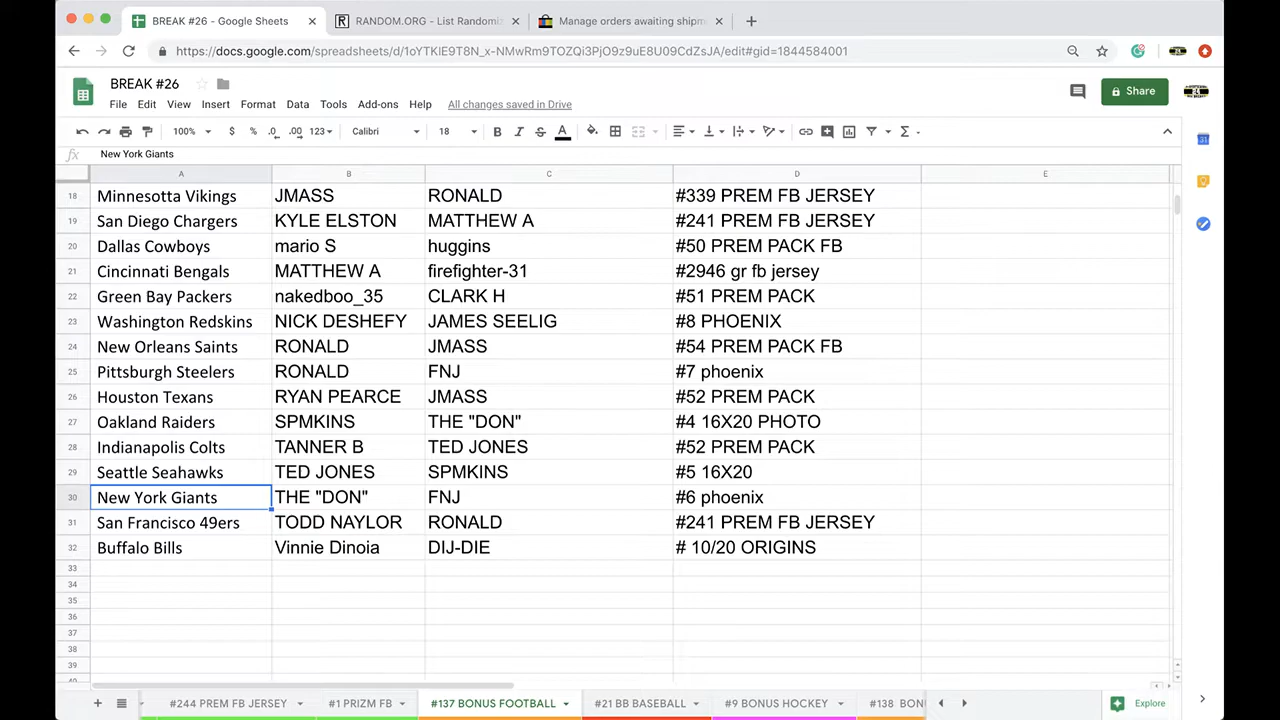 BREAK #26 - Google Sheets RANDOM.ORG - List Randomi Manage orders awaiting shipm
https://docs.google.com/spreadsheets/d/1oYTKlE9T8N_x-NMwRm9TOZQi3PjO9z9uE8U09CdZsJA/edit#gid=1844584001
BREAK #26
File Edit View Insert Format Data Tools Add-ons Help All changes saved in Drive Share
100% $ % .0 .00 123 Calibri 18 B I S A
fx New York Giants
A B C D E
18 Minnesota Vikings JMASS RONALD #339 PREM FB JERSEY
19 San Diego Chargers KYLE ELSTON MATTHEW A #241 PREM FB JERSEY
20 Dallas Cowboys mario S huggins #50 PREM PACK FB
21 Cincinnati Bengals MATTHEW A firefighter-31 #2946 gr fb jersey
22 Green Bay Packers nakedboo_35 CLARK H #51 PREM PACK
23 Washington Redskins NICK DESHEFY JAMES SEELIG #8 PHOENIX
24 New Orleans Saints RONALD JMASS #54 PREM PACK FB
25 Pittsburgh Steelers RONALD FNJ #7 phoenix
26 Houston Texans RYAN PEARCE JMASS #52 PREM PACK
27 Oakland Raiders SPMKINS THE "DON" #4 16X20 PHOTO
28 Indianapolis Colts TANNER B TED JONES #52 PREM PACK
29 Seattle Seahawks TED JONES SPMKINS #5 16X20
30 New York Giants THE "DON" FNJ #6 phoenix
31 San Francisco 49ers TODD NAYLOR RONALD #241 PREM FB JERSEY
32 Buffalo Bills Vinnie Dinoia DIJ-DIE # 10/20 ORIGINS
33
34
35
36
37
38
39
#244 PREM FB JERSEY #1 PRIZM FB #137 BONUS FOOTBALL #21 BB BASEBALL #9 BONUS HOCKEY #138 BON Explore